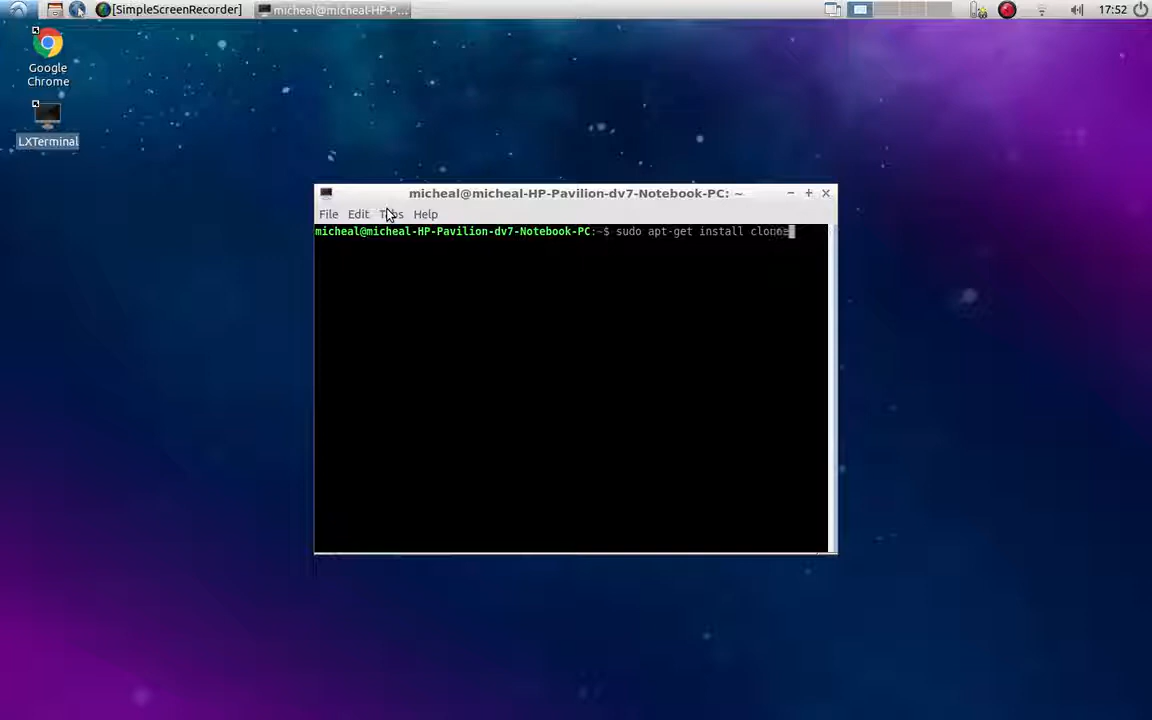 [SimpleScreenRecorder]
micheal@micheal-HP-P...
17:52
Google
Chrome
LXTerminal
micheal@micheal-HP-Pavilion-dv7-Notebook-PC: ~
File Edit Tabs Help
micheal@micheal-HP-Pavilion-dv7-Notebook-PC:~$ sudo apt-get install